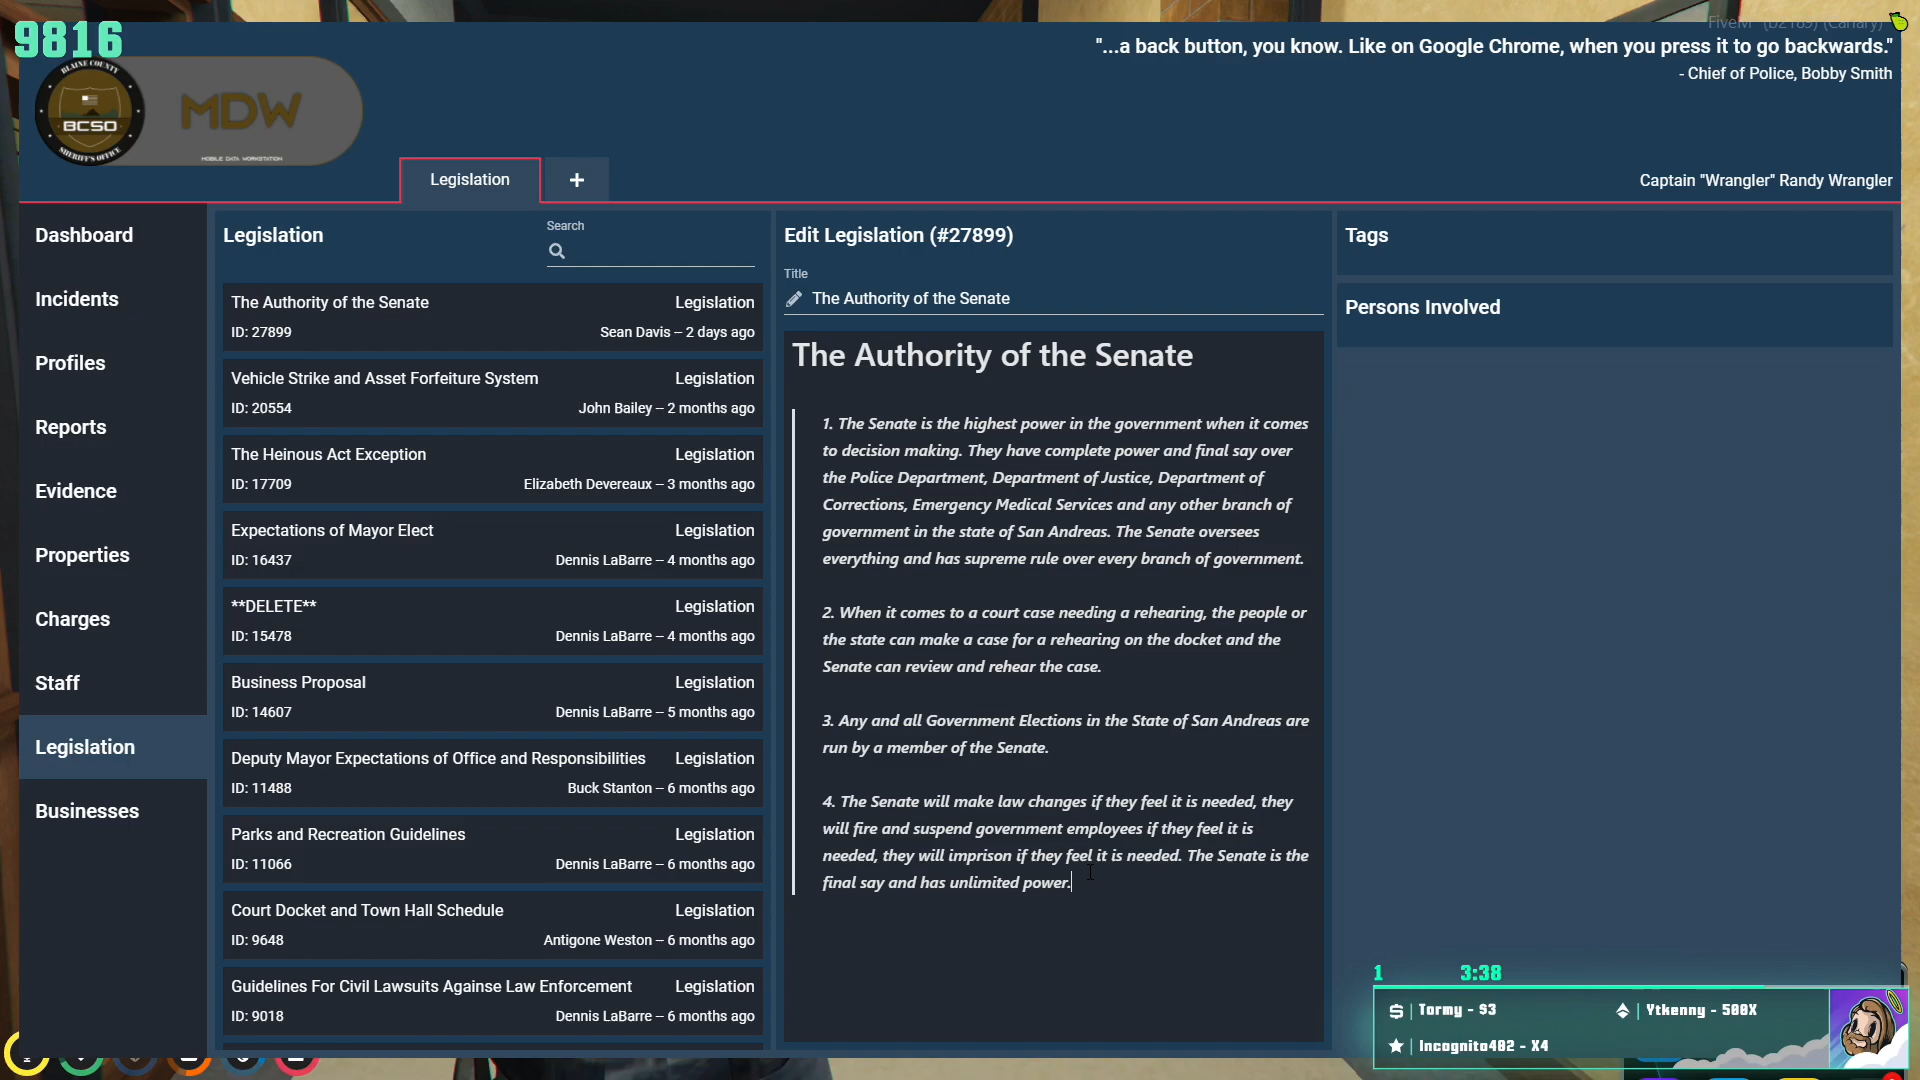 9816
FiveM (b2189) (Canary)
"...a back button, you know. Like on Google Chrome, when you press it to go backwards."
- Chief of Police, Bobby Smith
BLAINE COUNTY
BCSO
SHERIFF'S OFFICE
MDW
MOBILE DATA WORKSTATION
Legislation
+
Captain "Wrangler" Randy Wrangler
Dashboard
Incidents
Profiles
Reports
Evidence
Properties
Charges
Staff
Legislation
Businesses
Legislation
Search
The Authority of the Senate Legislation
ID: 27899 Sean Davis – 2 days ago
Vehicle Strike and Asset Forfeiture System Legislation
ID: 20554 John Bailey – 2 months ago
The Heinous Act Exception Legislation
ID: 17709 Elizabeth Devereaux – 3 months ago
Expectations of Mayor Elect Legislation
ID: 16437 Dennis LaBarre – 4 months ago
**DELETE** Legislation
ID: 15478 Dennis LaBarre – 4 months ago
Business Proposal Legislation
ID: 14607 Dennis LaBarre – 5 months ago
Deputy Mayor Expectations of Office and Responsibilities Legislation
ID: 11488 Buck Stanton – 6 months ago
Parks and Recreation Guidelines Legislation
ID: 11066 Dennis LaBarre – 6 months ago
Court Docket and Town Hall Schedule Legislation
ID: 9648 Antigone Weston – 6 months ago
Guidelines For Civil Lawsuits Againse Law Enforcement Legislation
ID: 9018 Dennis LaBarre – 6 months ago
Edit Legislation (#27899)
Title
The Authority of the Senate
The Authority of the Senate
1. The Senate is the highest power in the government when it comes
to decision making. They have complete power and final say over
the Police Department, Department of Justice, Department of
Corrections, Emergency Medical Services and any other branch of
government in the state of San Andreas. The Senate oversees
everything and has supreme rule over every branch of government.
2. When it comes to a court case needing a rehearing, the people or
the state can make a case for a rehearing on the docket and the
Senate can review and rehear the case.
3. Any and all Government Elections in the State of San Andreas are
run by a member of the Senate.
4. The Senate will make law changes if they feel it is needed, they
will fire and suspend government employees if they feel it is
needed, they will imprison if they feel it is needed. The Senate is the
final say and has unlimited power.
Tags
Persons Involved
1 3:38
Tormy - $3
Ytkenny - 500X
Incognito402 - X4